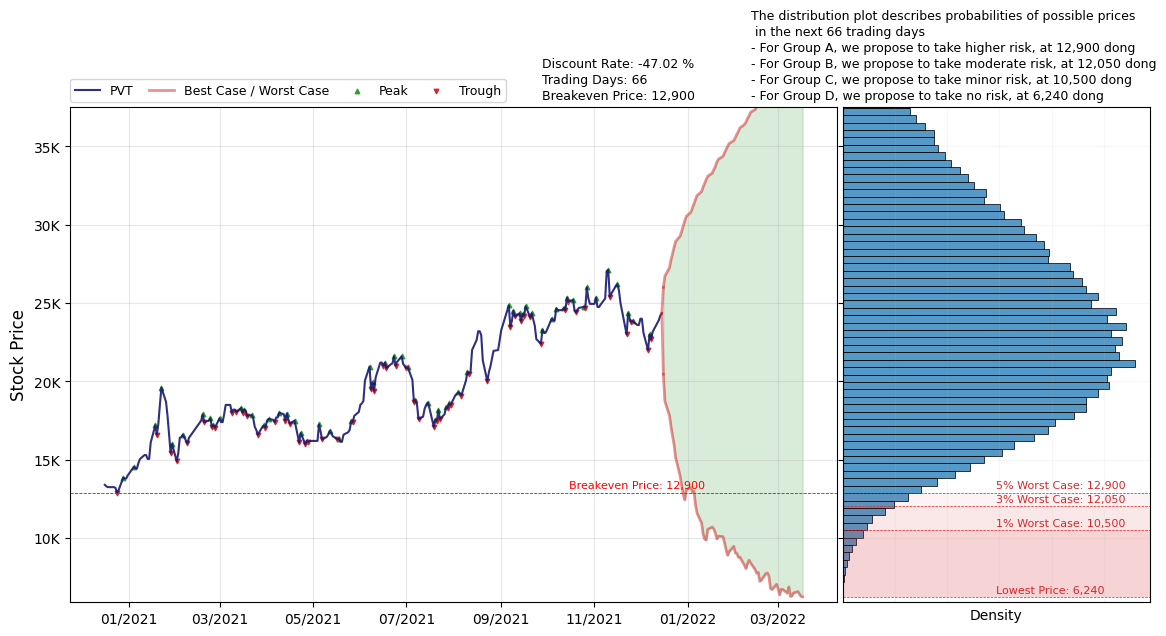 The distribution plot describes probabilities of possible prices
in the next 66 trading days
- For Group A, we propose to take higher risk, at 12,900 dong
- For Group B, we propose to take moderate risk, at 12,050 dong
- For Group C, we propose to take minor risk, at 10,500 dong
- For Group D, we propose to take no risk, at 6,240 dong
Discount Rate: -47.02 %
Trading Days: 66
Breakeven Price: 12,900
PVT
Best Case / Worst Case
Peak
Trough
Stock Price
35K
30K
25K
20K
15K
10K
Breakeven Price: 12,900
5% Worst Case: 12,900
3% Worst Case: 12,050
1% Worst Case: 10,500
Lowest Price: 6,240
01/2021
03/2021
05/2021
07/2021
09/2021
11/2021
01/2022
03/2022
Density